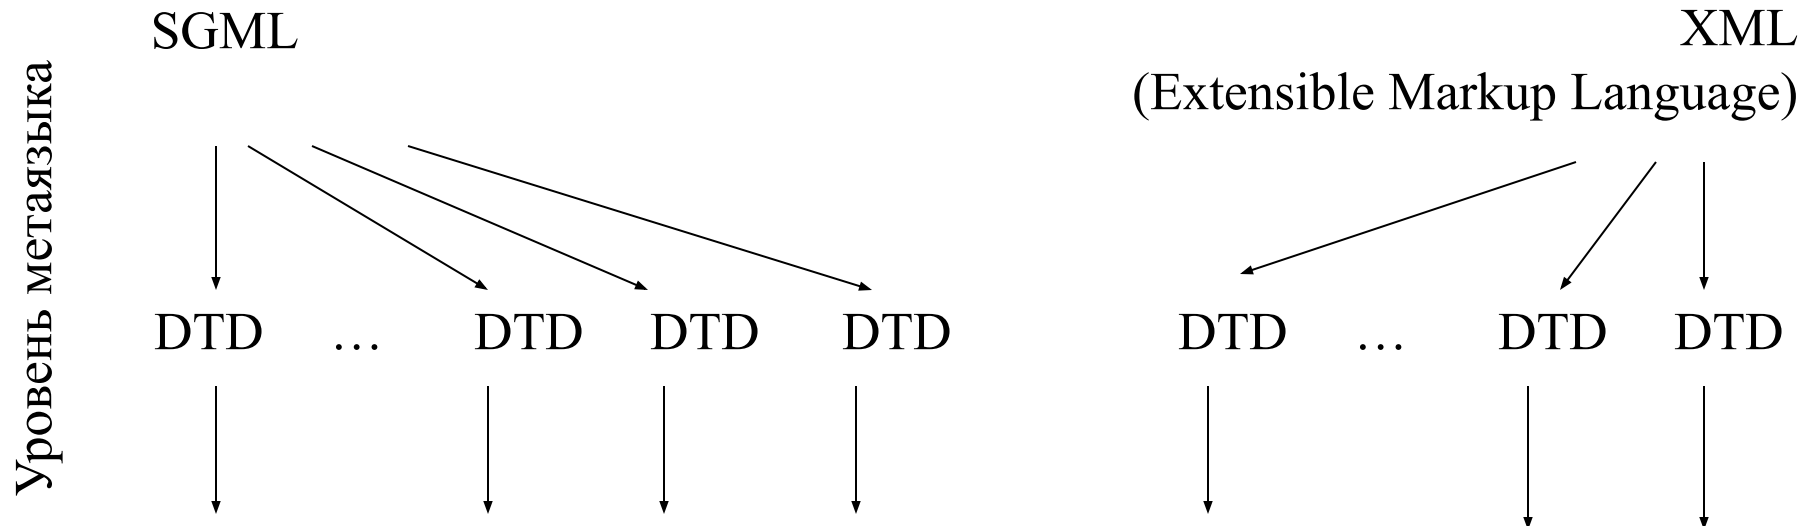 SGML
XML
(Extensible Markup Language)
Уровень метаязыка
DTD … DTD DTD DTD
DTD … DTD DTD